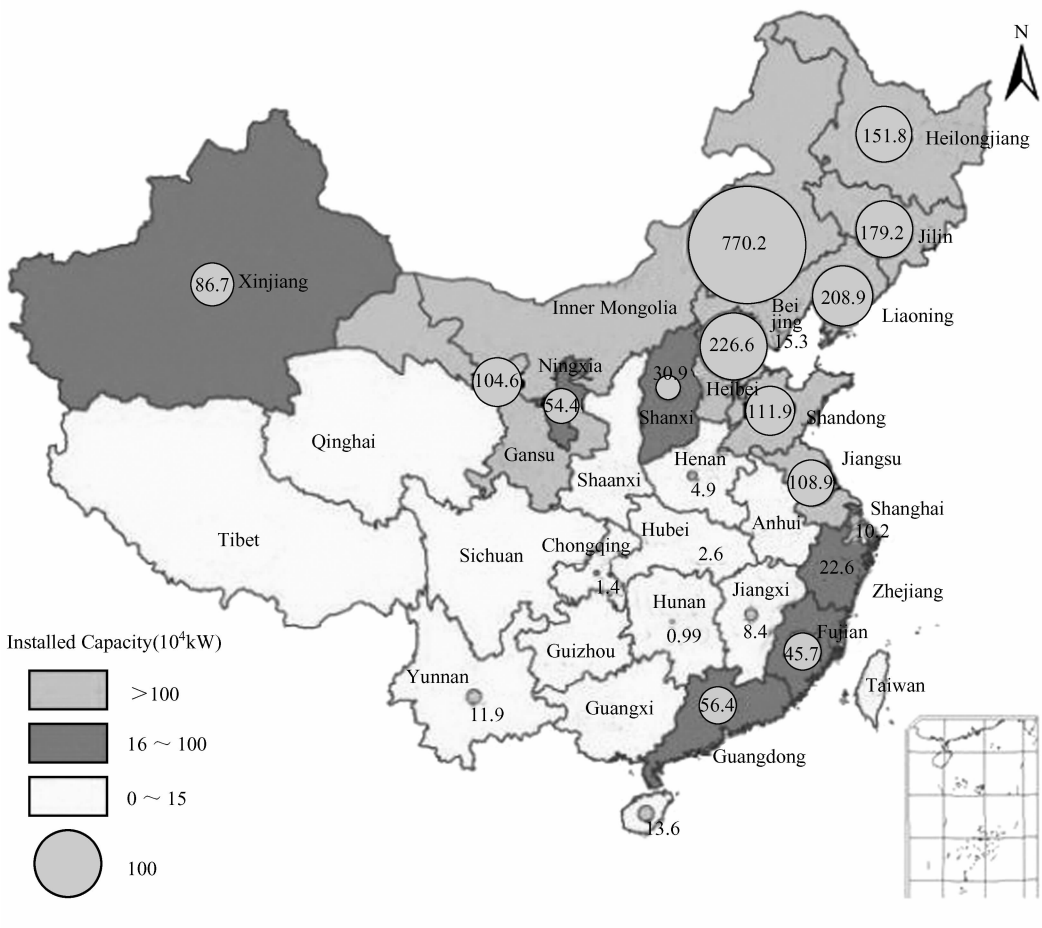 N
151.8
Heilongjiang
179.2
Jilin
770.2
86.7
Xinjiang
208.9
Liaoning
Inner Mongolia
Bei
jing
15.3
226.6
Ningxia
104.6
30.9
Heibei
54.4
111.9
Shandong
Shanxi
Qinghai
Gansu
Henan
4.9
Jiangsu
108.9
Shaanxi
Shanghai
10.2
Anhui
Hubei
2.6
Tibet
Sichuan
Chongqing
1.4
22.6
Zhejiang
Jiangxi
8.4
Hunan
0.99
Fujian
45.7
Guizhou
Yunnan
11.9
Guangxi
56.4
Guangdong
Taiwan
13.6
Installed Capacity(10⁴kW)
>100
16 ~ 100
0 ~ 15
100